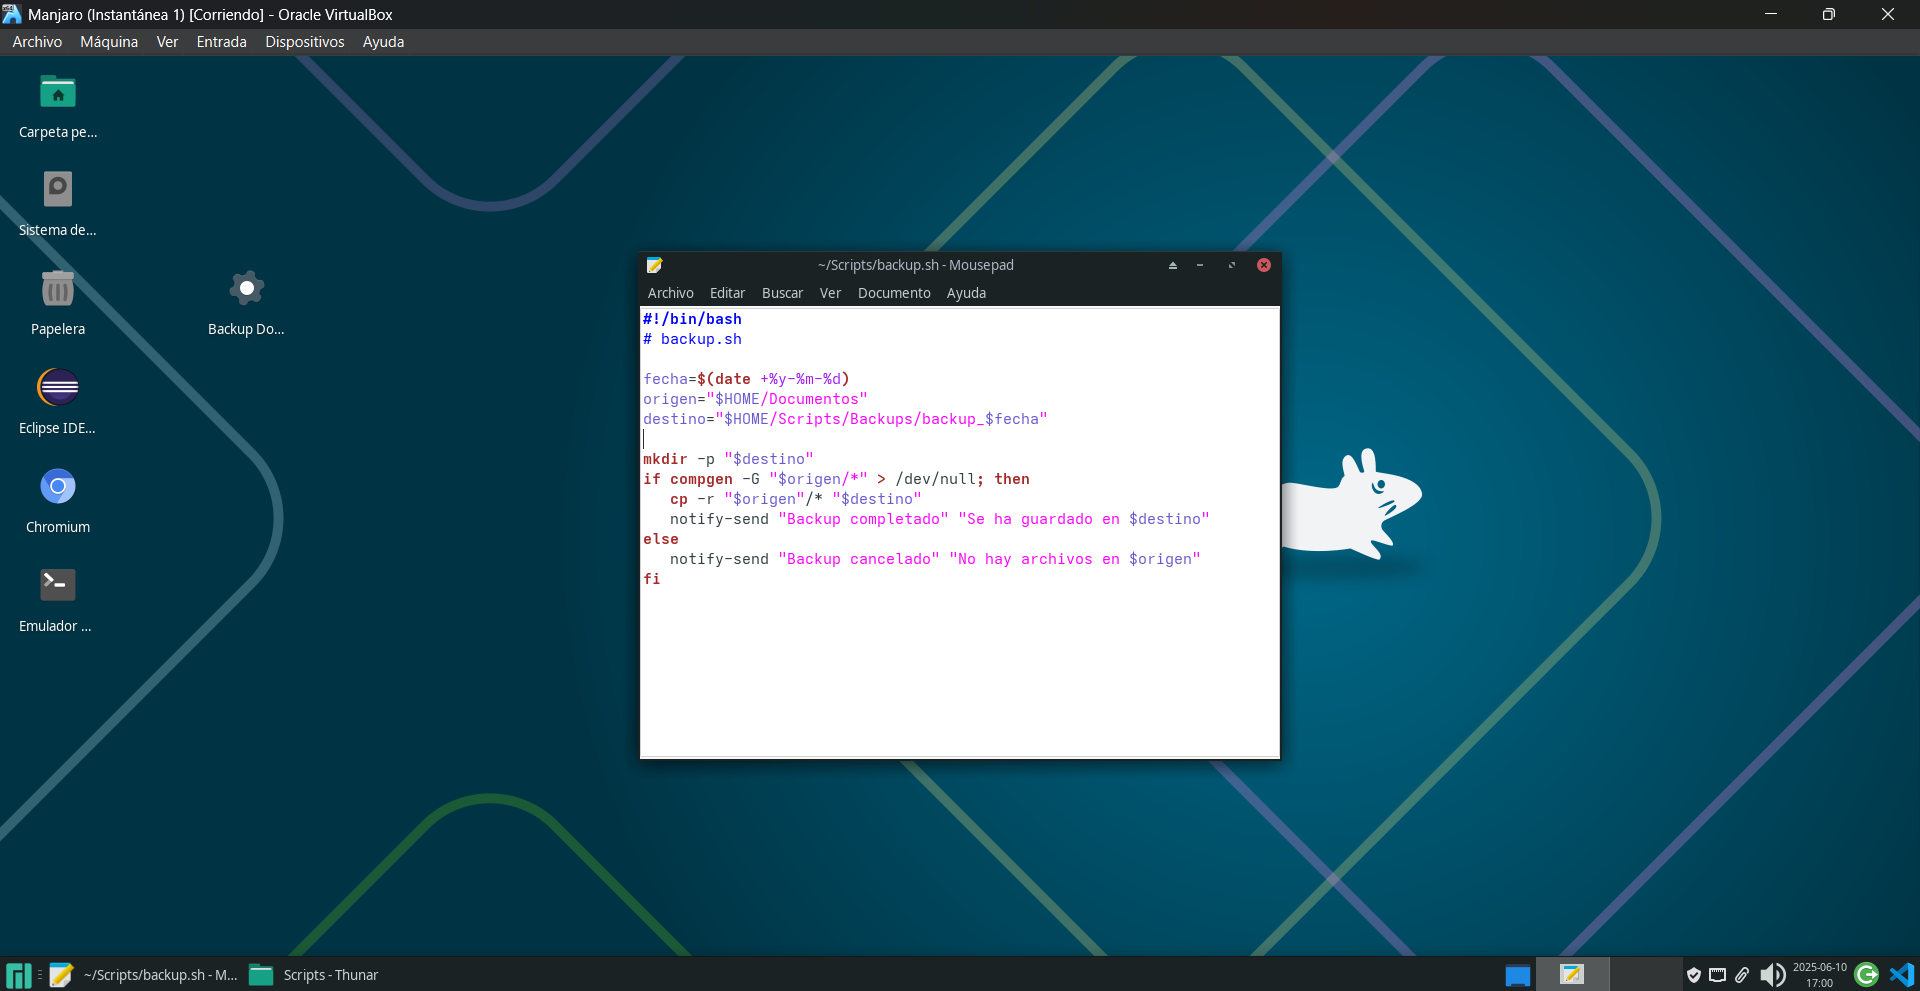 Manjaro (Instantánea 1) [Corriendo] - Oracle VirtualBox
Archivo Máquina Ver Entrada Dispositivos Ayuda
Carpeta pe...
Sistema de...
Papelera
Backup Do...
Eclipse IDE...
Chromium
Emulador ...
~/Scripts/backup.sh - Mousepad
Archivo Editar Buscar Ver Documento Ayuda
#!/bin/bash
# backup.sh
fecha=$(date +%y-%m-%d)
origen="$HOME/Documentos"
destino="$HOME/Scripts/Backups/backup_$fecha"
mkdir -p "$destino"
if compgen -G "$origen/*" > /dev/null; then
cp -r "$origen"/* "$destino"
notify-send "Backup completado" "Se ha guardado en $destino"
else
notify-send "Backup cancelado" "No hay archivos en $origen"
fi
~/Scripts/backup.sh - M...
Scripts - Thunar
2025-06-10
17:00